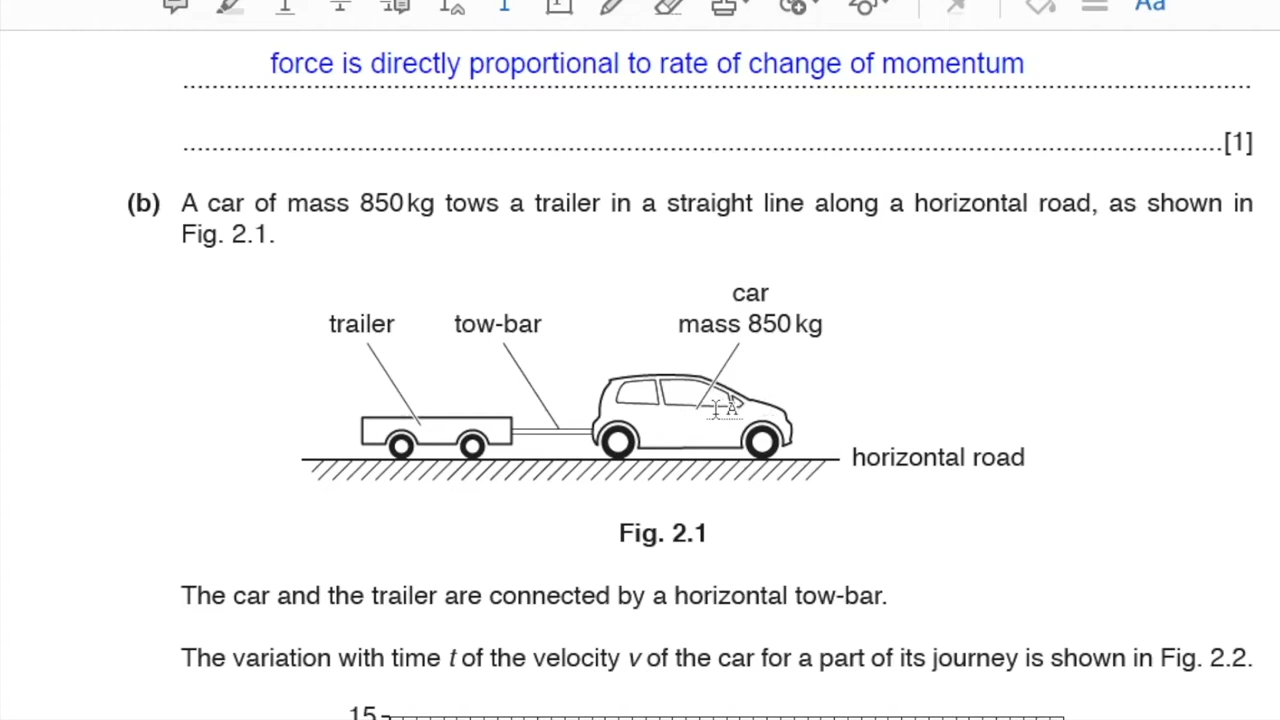 Aa
force is directly proportional to rate of change of momentum
[1]
(b) A car of mass 850 kg tows a trailer in a straight line along a horizontal road, as shown in
Fig. 2.1.
car
trailer tow-bar mass 850 kg
horizontal road
Fig. 2.1
The car and the trailer are connected by a horizontal tow-bar.
The variation with time t of the velocity v of the car for a part of its journey is shown in Fig. 2.2.
15